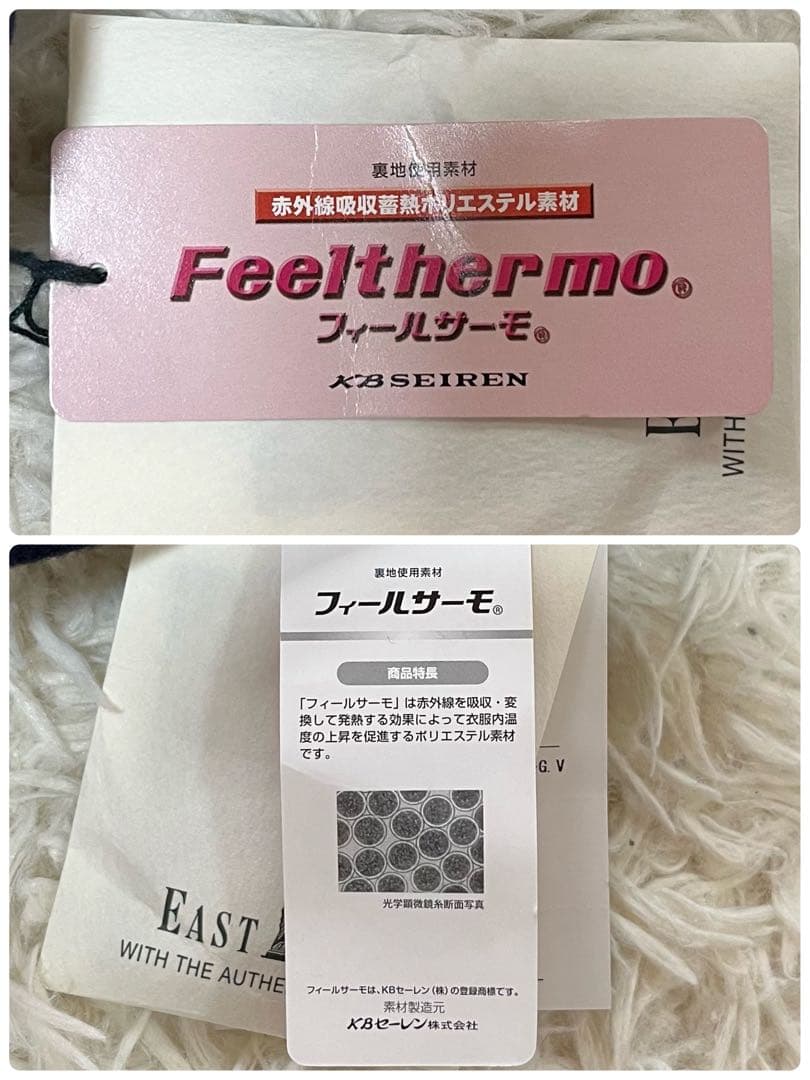 裏地使用素材
赤外線吸収蓄熱ポリエステル素材
Feelthermo®
フィールサーモ®
KB SEIREN
E
WITH
裏地使用素材
フィールサーモ®
商品特長
「フィールサーモ」は赤外線を吸収・変
換して発熱する効果によって衣服内温
度の上昇を促進するポリエステル素材
です。
G. V
光学顕微鏡糸断面写真
EAST
WITH THE AUTHE
フィールサーモは、KBセーレン(株)の登録商標です。
素材製造元
KBセーレン株式会社